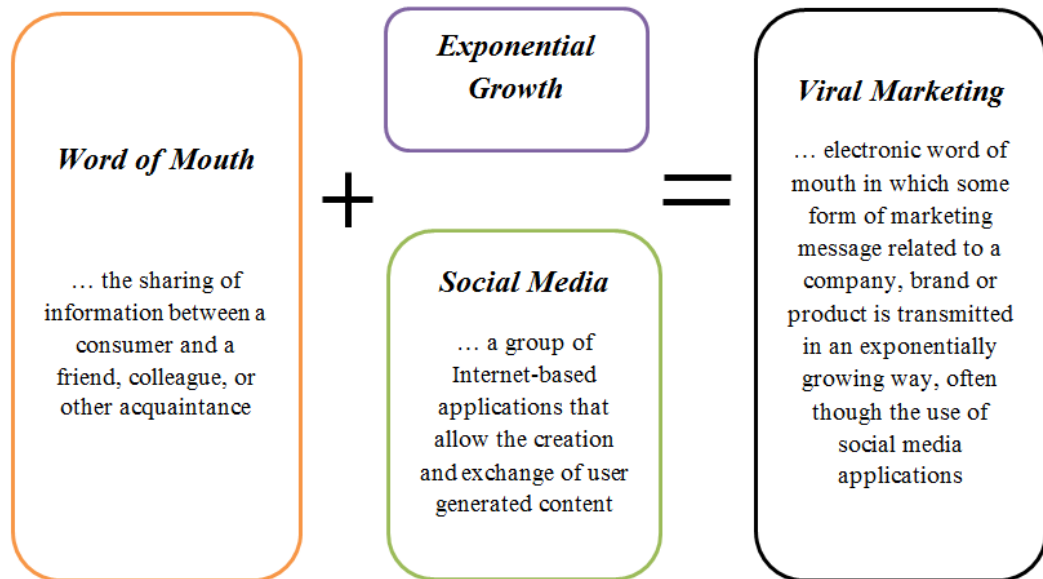 Word of Mouth
… the sharing of
information between a
consumer and a
friend, colleague, or
other acquaintance
+
Exponential
Growth
Social Media
… a group of
Internet-based
applications that
allow the creation
and exchange of user
generated content
=
Viral Marketing
… electronic word of
mouth in which some
form of marketing
message related to a
company, brand or
product is transmitted
in an exponentially
growing way, often
though the use of
social media
applications